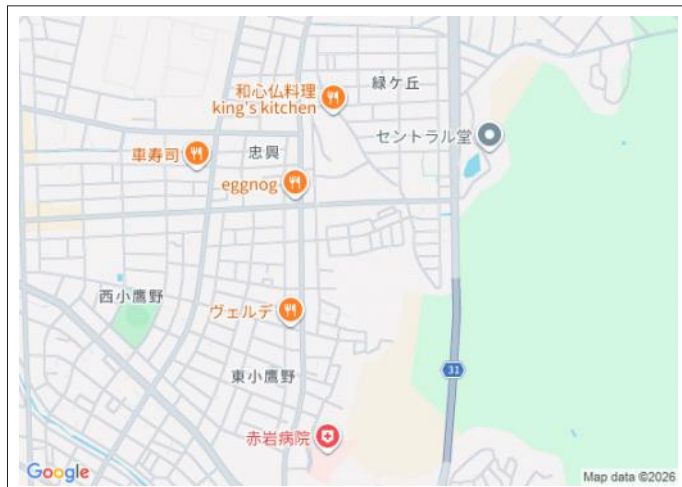 和心仏料理
king's kitchen
緑ケ丘
セントラル堂
車寿司
忠興
eggnog
西小鷹野
ヴェルデ
東小鷹野
31
赤岩病院
Google
Map data ©2026